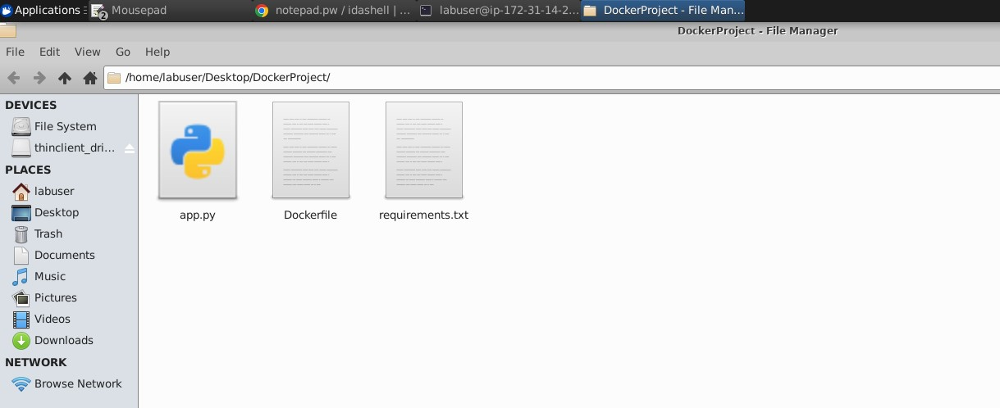 Applications
2 Mousepad
notepad.pw / idashell | ...
labuser@ip-172-31-14-2...
DockerProject - File Man...
DockerProject - File Manager
File Edit View Go Help
/home/labuser/Desktop/DockerProject/
DEVICES
File System
thinclient_dri...
PLACES
labuser
Desktop
Trash
Documents
Music
Pictures
Videos
Downloads
NETWORK
Browse Network
app.py
Dockerfile
requirements.txt